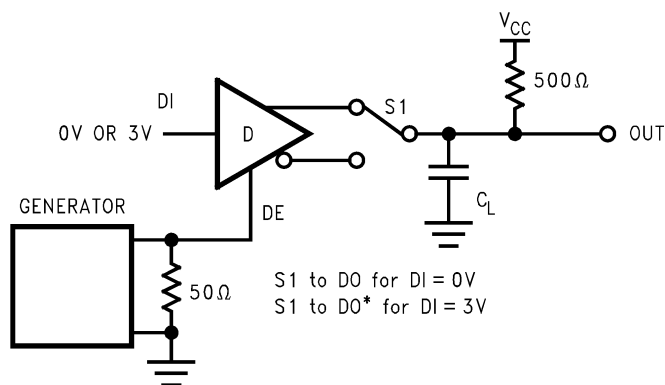 V_CC
500Ω
DI
S1
0V OR 3V
D
OUT
C_L
GENERATOR
DE
50Ω
S1 to DO for DI = 0V
S1 to DO* for DI = 3V